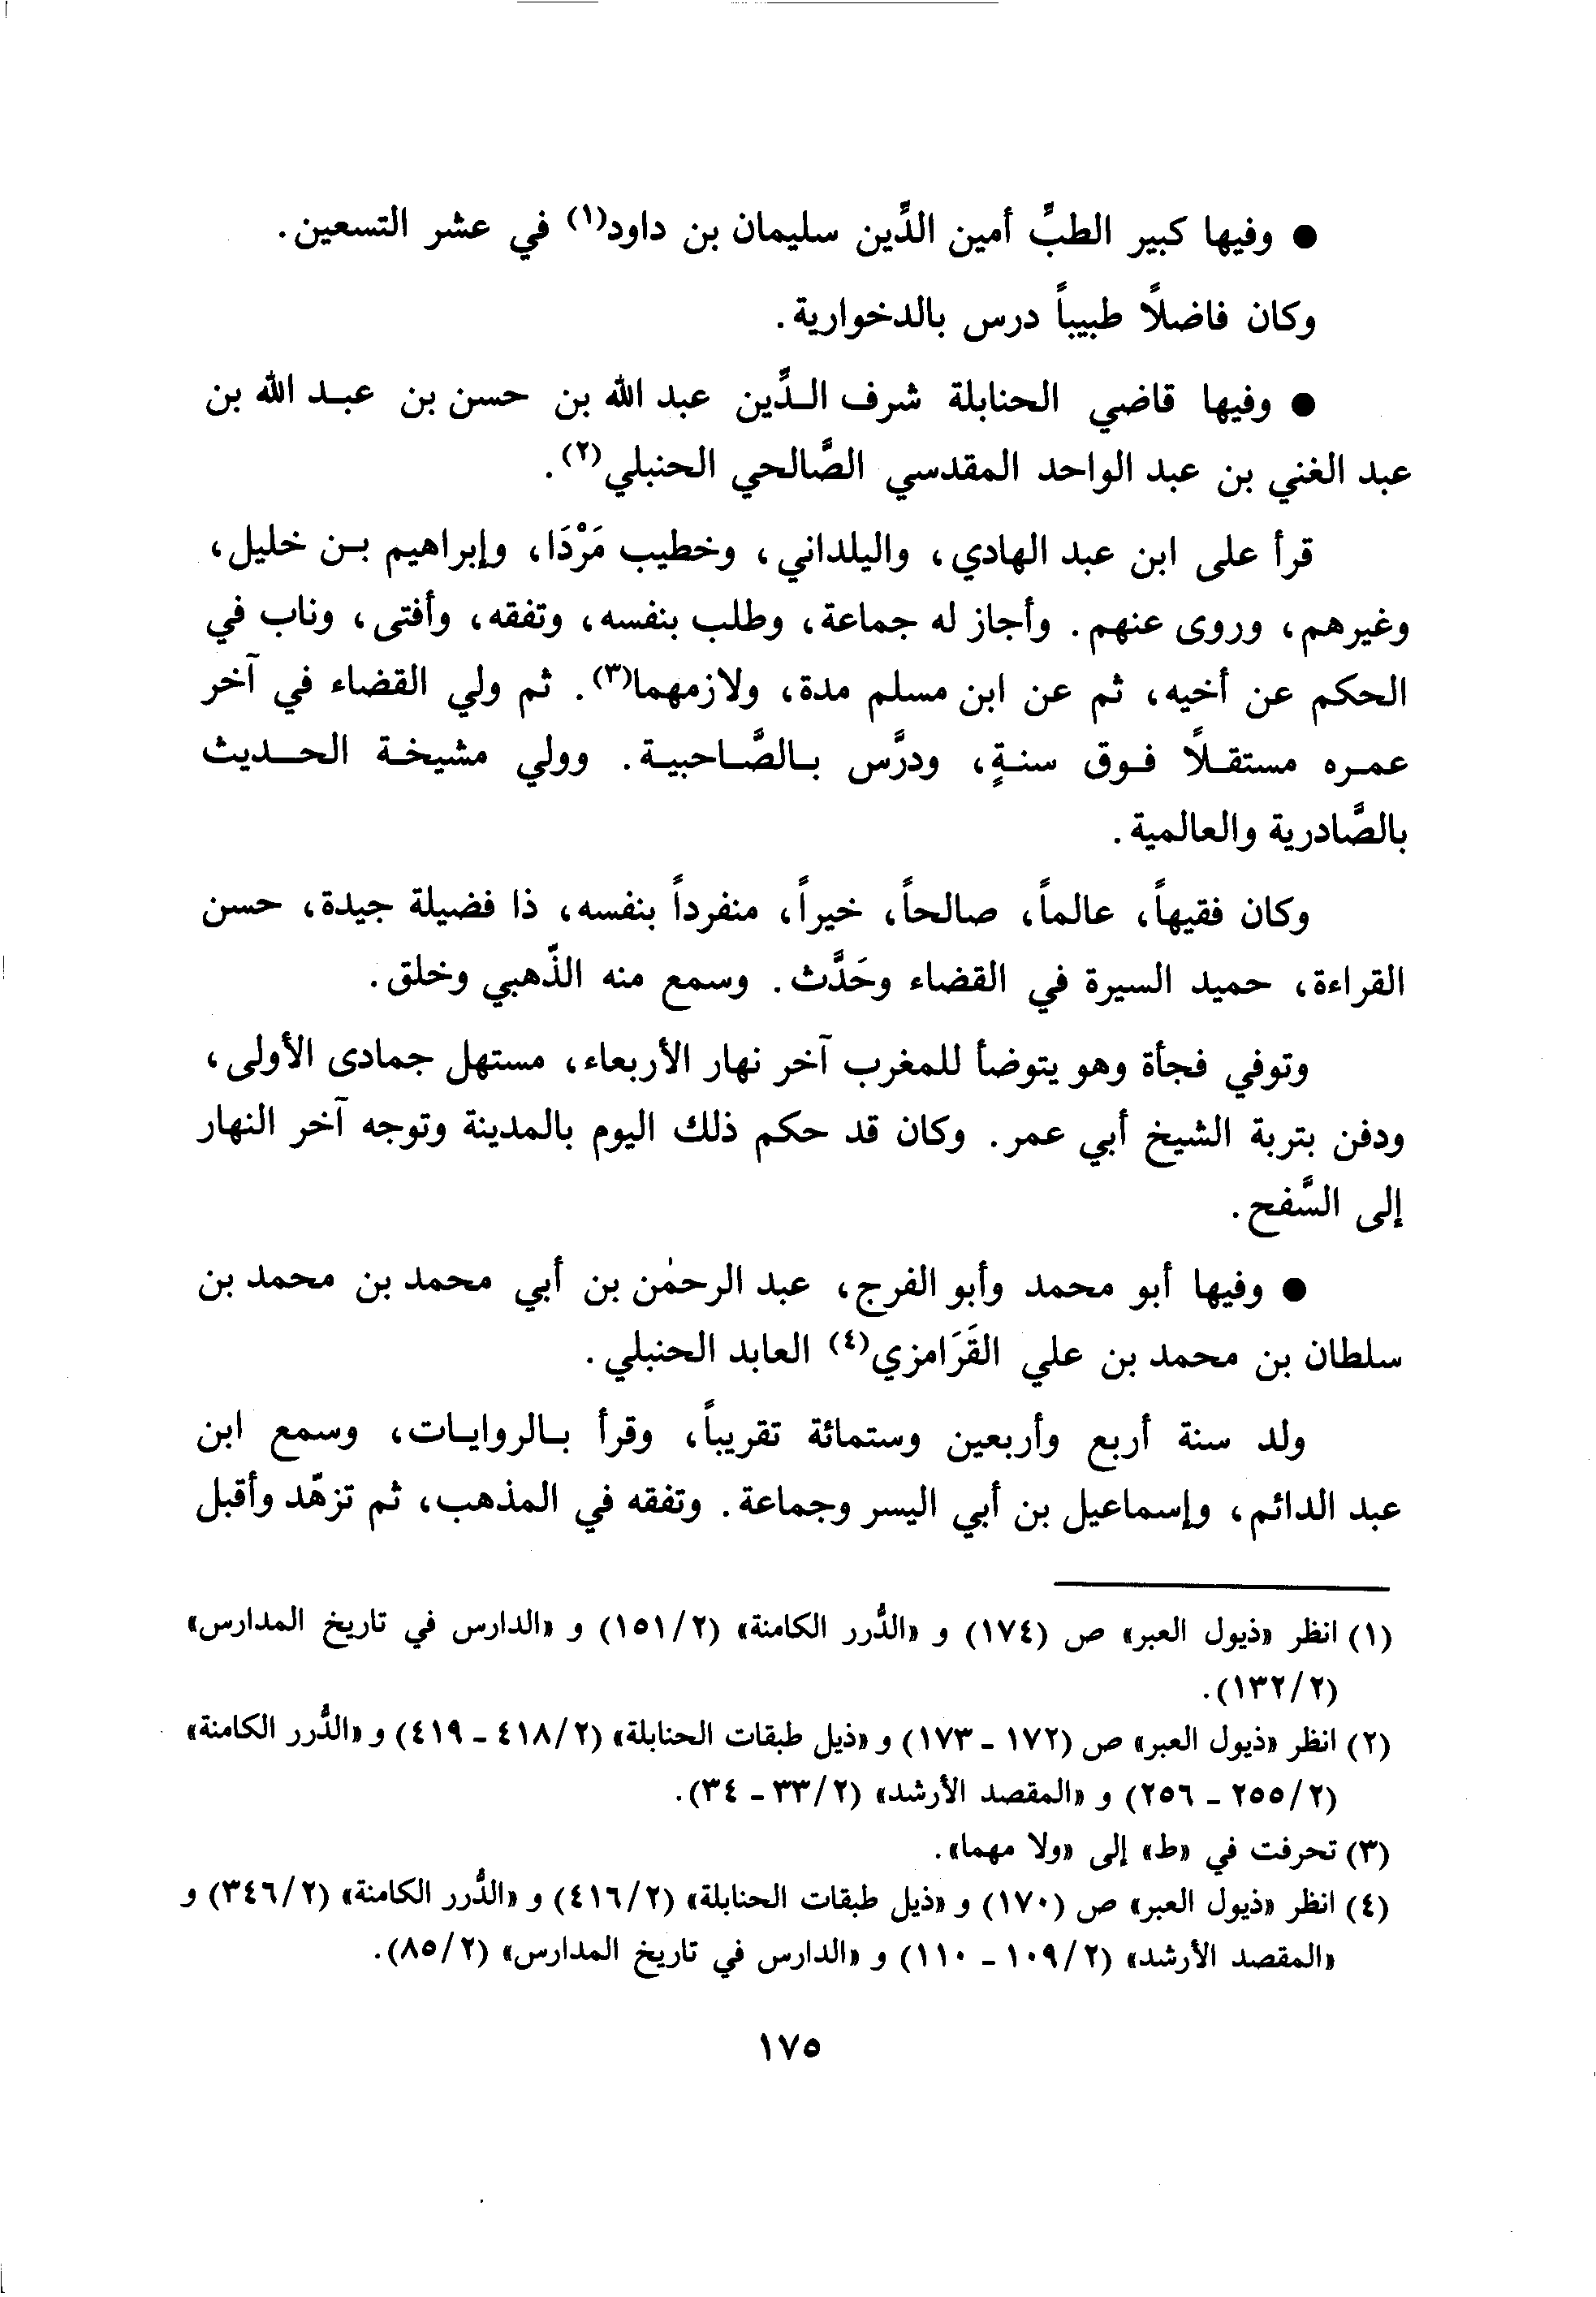 ● وفيها كبير الطبِّ أمين الدِّين سليمان بن داود(١) في عشر التسعين.
وكان فاضلاً طبيباً درس بالدخوارية.
● وفيها قاضي الحنابلة شرف الـدِّين عبد الله بن حسن بن عبـد الله بن
عبد الغني بن عبد الواحد المقدسي الصَّالحي الحنبلي(٢).
قرأ على ابن عبد الهادي، واليلداني، وخطيب مَرْدَا، وإبراهيم بـن خليل،
وغيرهم، وروى عنهم. وأجاز له جماعة، وطلب بنفسه، وتفقه، وأفتى، وناب في
الحكم عن أخيه، ثم عن ابن مسلم مدة، ولازمهما(٣). ثم ولي القضاء في آخر
عمـره مستقـلاً فـوق سنـةٍ، ودرَّس بـالصَّـاحبيـة. وولي مشيخـة الحـديث
بالصَّادرية والعالمية.
وكان فقيهاً، عالماً، صالحاً، خيراً، منفرداً بنفسه، ذا فضيلة جيدة، حسن
القراءة، حميد السيرة في القضاء وحَدَّث. وسمع منه الذّهبي وخلق.
وتوفي فجأة وهو يتوضأ للمغرب آخر نهار الأربعاء، مستهل جمادى الأولى،
ودفن بتربة الشيخ أبي عمر. وكان قد حكم ذلك اليوم بالمدينة وتوجه آخر النهار
إلى السَّفح.
● وفيها أبو محمد وأبو الفرج، عبد الرحمٰن بن أبي محمد بن محمد بن
سلطان بن محمد بن علي القَرَامزي(٤) العابد الحنبلي.
ولد سنة أربع وأربعين وستمائة تقريباً، وقرأ بـالروايـات، وسمع ابن
عبد الدائم، وإسماعيل بن أبي اليسر وجماعة. وتفقه في المذهب، ثم تزهّد وأقبل
(١) انظر «ذيول العبر» ص (١٧٤) و «الدُّرر الكامنة» (٢/١٥١) و «الدارس في تاريخ المدارس»
(٢/١٣٢).
(٢) انظر «ذيول العبر» ص (١٧٢ - ١٧٣) و «ذيل طبقات الحنابلة» (٢/٤١٨ - ٤١٩) و «الدُّرر الكامنة»
(٢/٢٥٥ - ٢٥٦) و «المقصد الأرشد» (٢/٣٣ - ٣٤).
(٣) تحرفت في «ط» إلى «ولا مهما».
(٤) انظر «ذيول العبر» ص (١٧٠) و «ذيل طبقات الحنابلة» (٢/٤١٦) و «الدُّرر الكامنة» (٢/٣٤٦) و
«المقصد الأرشد» (٢/١٠٩ - ١١٠) و «الدارس في تاريخ المدارس» (٢/٨٥).
١٧٥